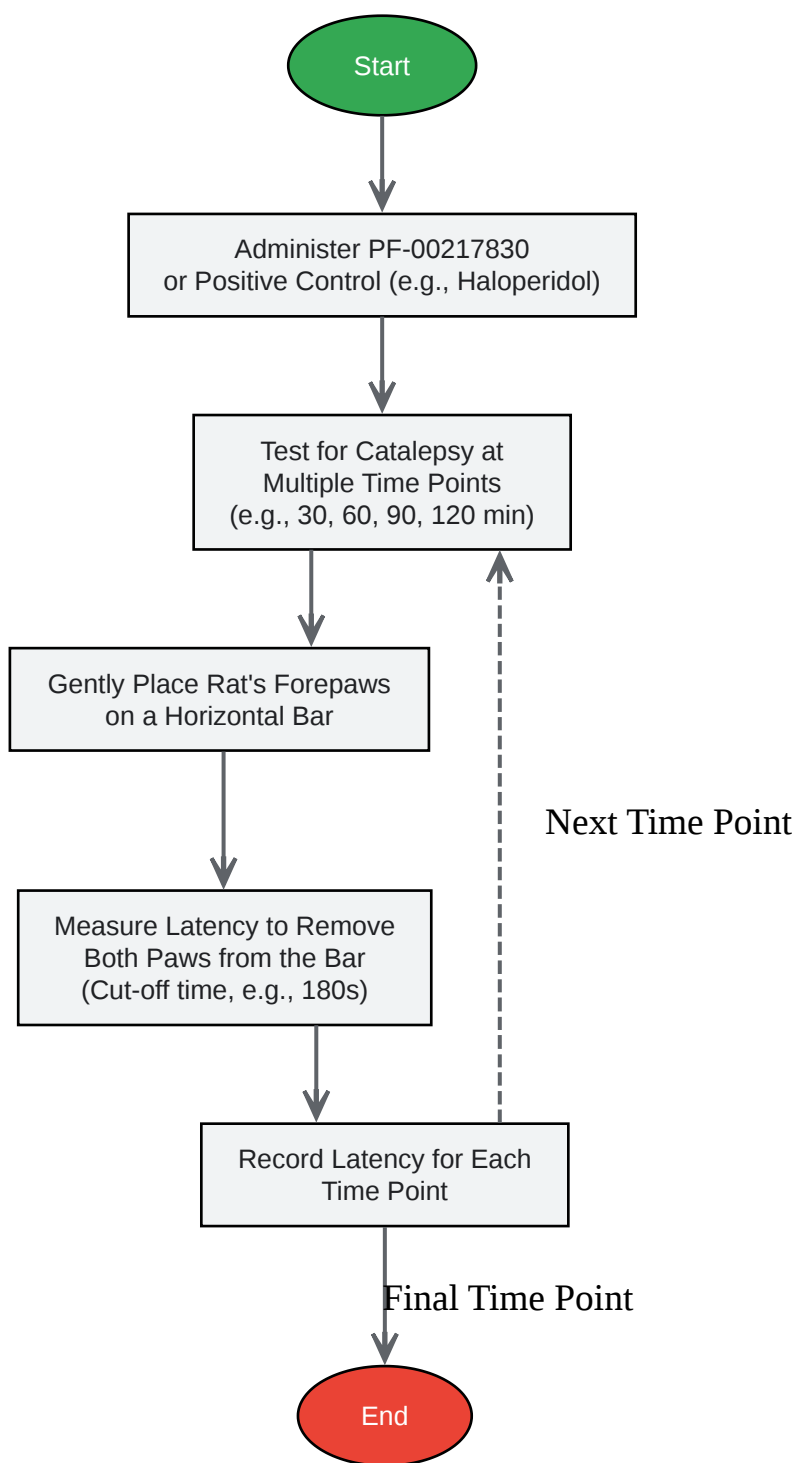 Start
Administer PF-00217830
or Positive Control (e.g., Haloperidol)
Test for Catalepsy at
Multiple Time Points
(e.g., 30, 60, 90, 120 min)
Gently Place Rat's Forepaws
on a Horizontal Bar
Next Time Point
Measure Latency to Remove
Both Paws from the Bar
(Cut-off time, e.g., 180s)
Record Latency for Each
Time Point
Final Time Point
End